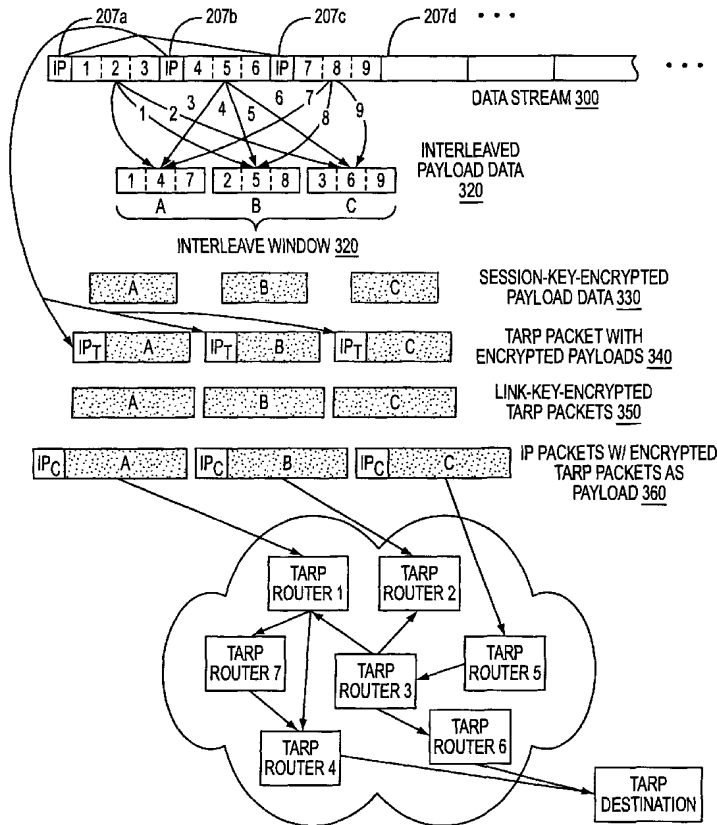 207a 207b 207c 207d • • •
IP 1 2 3 IP 4 5 6 IP 7 8 9 • • •
DATA STREAM 300
1 2 3 4 5 6 7 8 9
INTERLEAVED
PAYLOAD DATA
320
1 4 7 2 5 8 3 6 9
A B C
INTERLEAVE WINDOW 320
A B C
SESSION-KEY-ENCRYPTED
PAYLOAD DATA 330
IPT A IPT B IPT C
TARP PACKET WITH
ENCRYPTED PAYLOADS 340
A B C
LINK-KEY-ENCRYPTED
TARP PACKETS 350
IPC A IPC B IPC C
IP PACKETS W/ ENCRYPTED
TARP PACKETS AS
PAYLOAD 360
TARP
ROUTER 1
TARP
ROUTER 2
TARP
ROUTER 7
TARP
ROUTER 3
TARP
ROUTER 5
TARP
ROUTER 4
TARP
ROUTER 6
TARP
DESTINATION